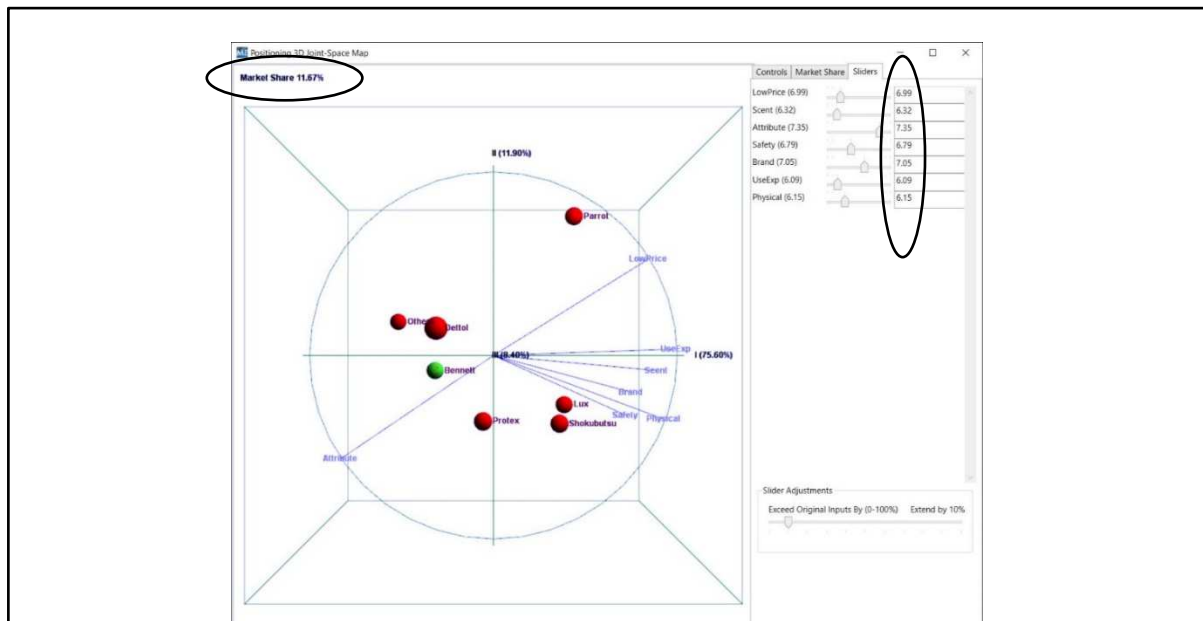 Positioning 3D Joint-Space Map
Market Share 11.67%
Controls Market Share Sliders
LowPrice (6.99) 6.99
Scent (6.32) 6.32
Attribute (7.35) 7.35
Safety (6.79) 6.79
Brand (7.05) 7.05
UseExp (6.09) 6.09
Physical (6.15) 6.15
II (11.90%)
Parrot
LowPrice
Other
Dettol
UseExp
III (8.40%)
I (75.60%)
Bennett
Scent
Brand
Lux
Safety
Physical
Protex
Shokubutsu
Attribute
Slider Adjustments
Exceed Original Inputs By (0-100%) Extend by 10%